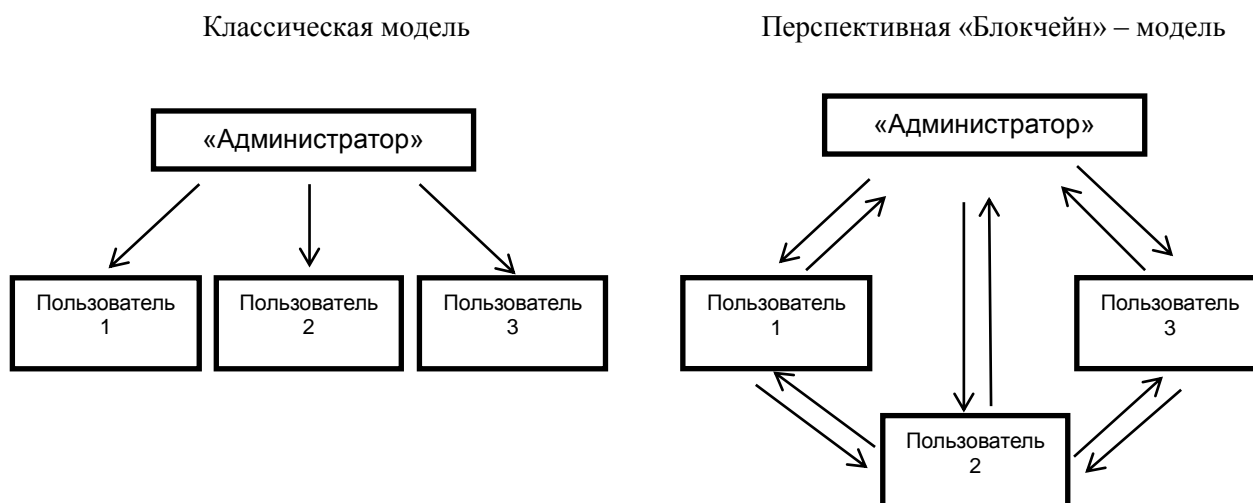 Классическая модель
Перспективная «Блокчейн» – модель
«Администратор»
«Администратор»
Пользователь
1
Пользователь
2
Пользователь
3
Пользователь
1
Пользователь
3
Пользователь
2